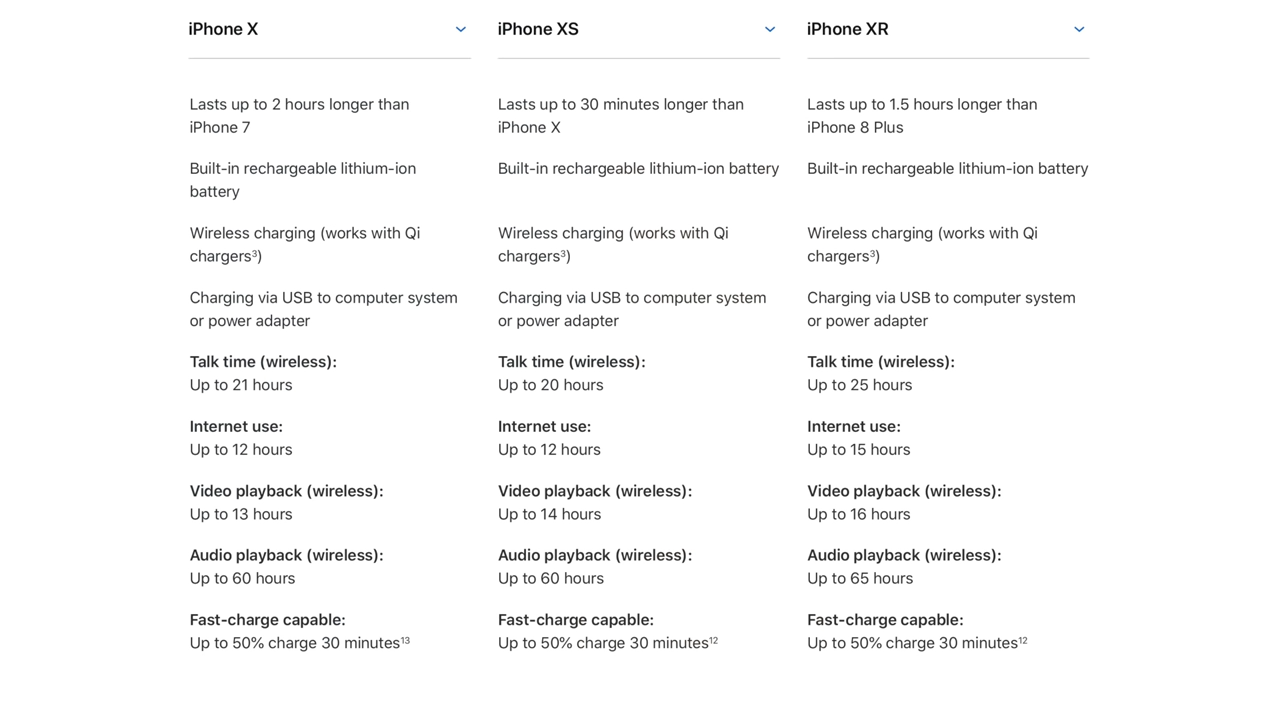 iPhone X
Lasts up to 2 hours longer than
iPhone 7
Built-in rechargeable lithium-ion
battery
Wireless charging (works with Qi
chargers³)
Charging via USB to computer system
or power adapter
Talk time (wireless):
Up to 21 hours
Internet use:
Up to 12 hours
Video playback (wireless):
Up to 13 hours
Audio playback (wireless):
Up to 60 hours
Fast-charge capable:
Up to 50% charge 30 minutes¹³
iPhone XS
Lasts up to 30 minutes longer than
iPhone X
Built-in rechargeable lithium-ion battery
Wireless charging (works with Qi
chargers³)
Charging via USB to computer system
or power adapter
Talk time (wireless):
Up to 20 hours
Internet use:
Up to 12 hours
Video playback (wireless):
Up to 14 hours
Audio playback (wireless):
Up to 60 hours
Fast-charge capable:
Up to 50% charge 30 minutes¹²
iPhone XR
Lasts up to 1.5 hours longer than
iPhone 8 Plus
Built-in rechargeable lithium-ion battery
Wireless charging (works with Qi
chargers³)
Charging via USB to computer system
or power adapter
Talk time (wireless):
Up to 25 hours
Internet use:
Up to 15 hours
Video playback (wireless):
Up to 16 hours
Audio playback (wireless):
Up to 65 hours
Fast-charge capable:
Up to 50% charge 30 minutes¹²